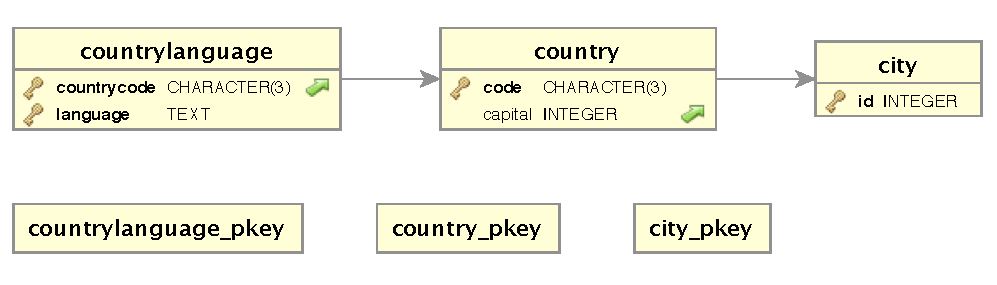 countrylanguage
countrycode CHARACTER(3)
language TEXT
country
code CHARACTER(3)
capital INTEGER
city
id INTEGER
countrylanguage_pkey
country_pkey
city_pkey